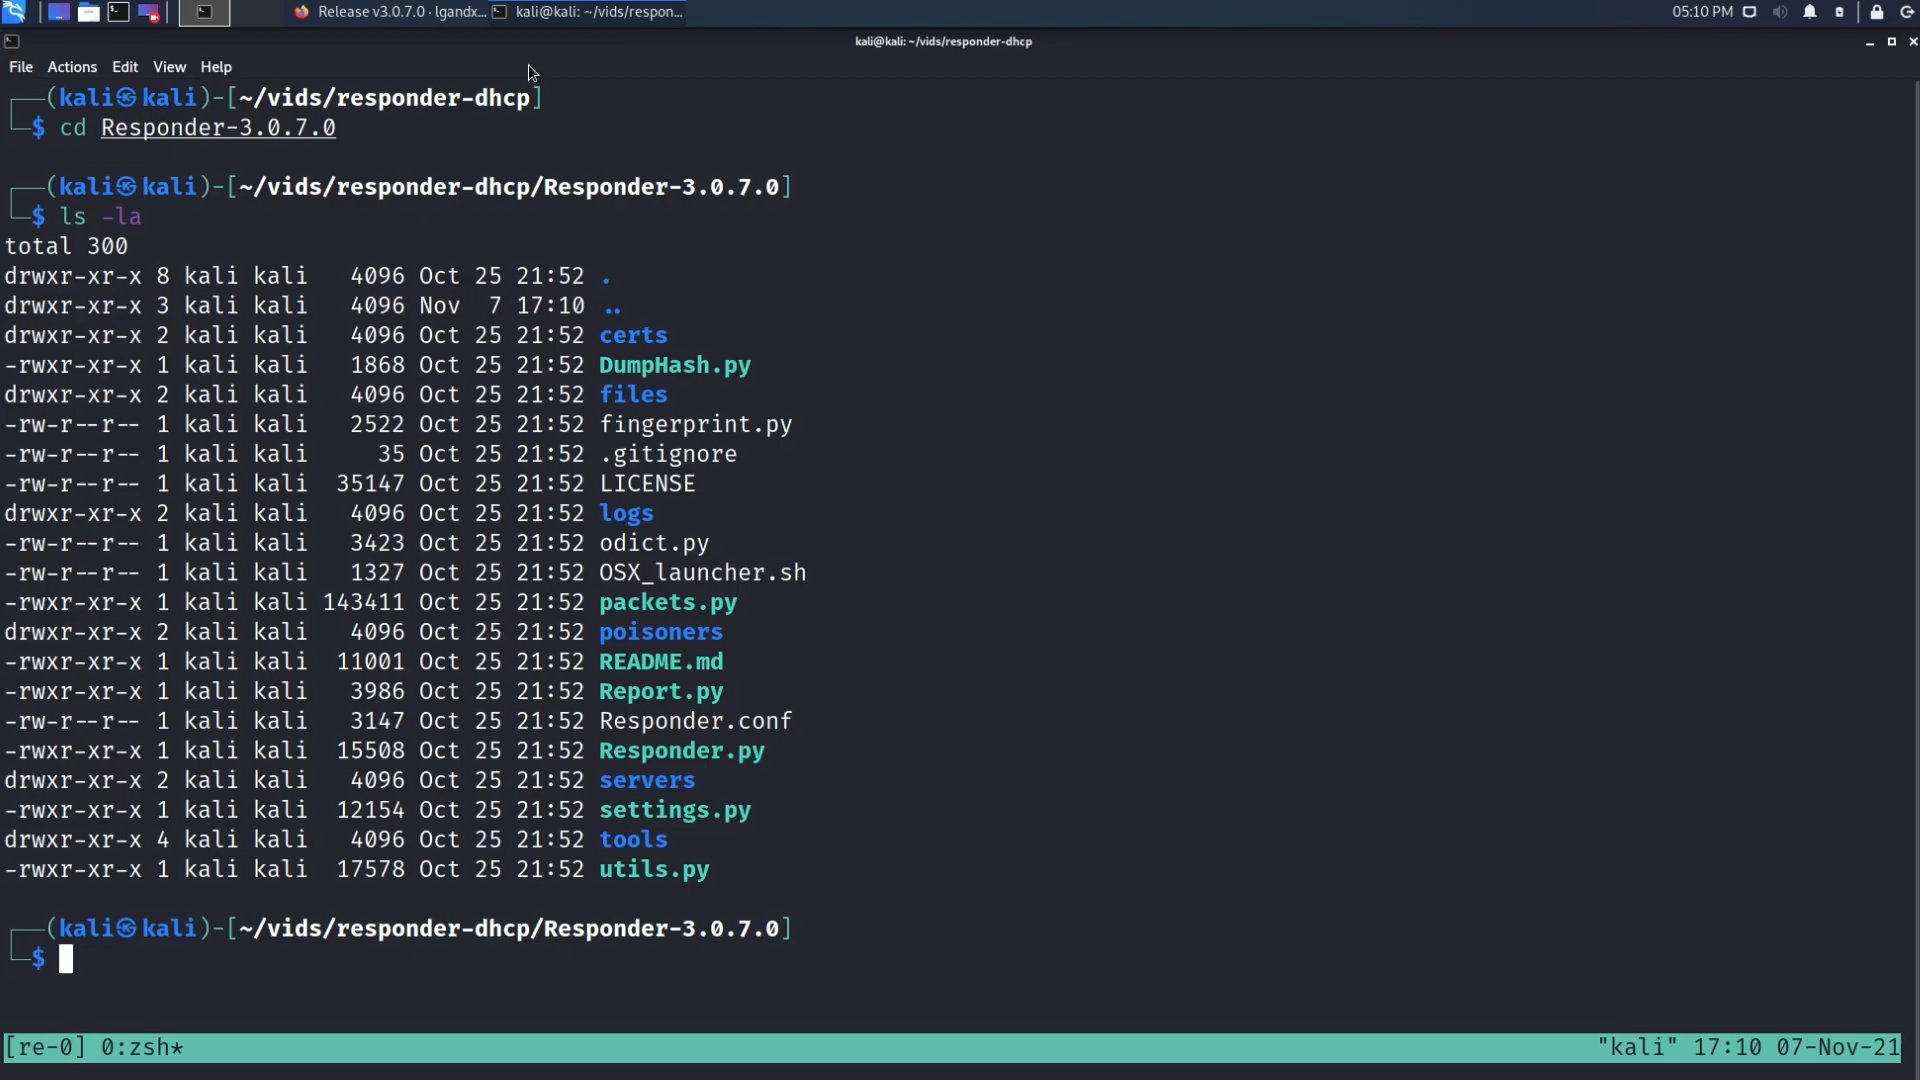 Release v3.0.7.0 · lgandx...
kali@kali: ~/vids/respon...
05:10 PM
kali@kali: ~/vids/responder-dhcp
File Actions Edit View Help
┌──(kali㉿kali)-[~/vids/responder-dhcp]
└─$ cd Responder-3.0.7.0
┌──(kali㉿kali)-[~/vids/responder-dhcp/Responder-3.0.7.0]
└─$ ls -la
total 300
drwxr-xr-x 8 kali kali   4096 Oct 25 21:52 .
drwxr-xr-x 3 kali kali   4096 Nov  7 17:10 ..
drwxr-xr-x 2 kali kali   4096 Oct 25 21:52 certs
-rwxr-xr-x 1 kali kali   1868 Oct 25 21:52 DumpHash.py
drwxr-xr-x 2 kali kali   4096 Oct 25 21:52 files
-rw-r--r-- 1 kali kali   2522 Oct 25 21:52 fingerprint.py
-rw-r--r-- 1 kali kali     35 Oct 25 21:52 .gitignore
-rw-r--r-- 1 kali kali  35147 Oct 25 21:52 LICENSE
drwxr-xr-x 2 kali kali   4096 Oct 25 21:52 logs
-rw-r--r-- 1 kali kali   3423 Oct 25 21:52 odict.py
-rw-r--r-- 1 kali kali   1327 Oct 25 21:52 OSX_launcher.sh
-rwxr-xr-x 1 kali kali 143411 Oct 25 21:52 packets.py
drwxr-xr-x 2 kali kali   4096 Oct 25 21:52 poisoners
-rwxr-xr-x 1 kali kali  11001 Oct 25 21:52 README.md
-rwxr-xr-x 1 kali kali   3986 Oct 25 21:52 Report.py
-rw-r--r-- 1 kali kali   3147 Oct 25 21:52 Responder.conf
-rwxr-xr-x 1 kali kali  15508 Oct 25 21:52 Responder.py
drwxr-xr-x 2 kali kali   4096 Oct 25 21:52 servers
-rwxr-xr-x 1 kali kali  12154 Oct 25 21:52 settings.py
drwxr-xr-x 4 kali kali   4096 Oct 25 21:52 tools
-rwxr-xr-x 1 kali kali  17578 Oct 25 21:52 utils.py
┌──(kali㉿kali)-[~/vids/responder-dhcp/Responder-3.0.7.0]
└─$
[re-0] 0:zsh* "kali" 17:10 07-Nov-21